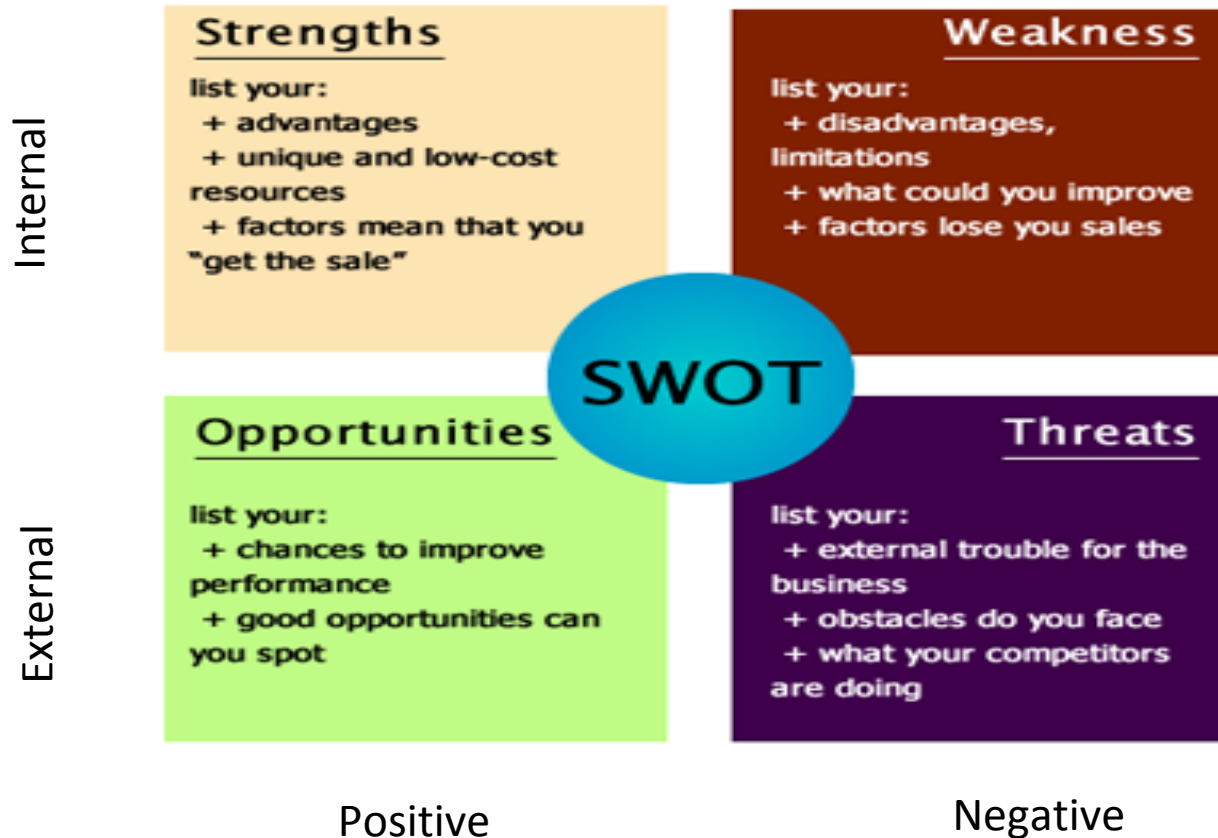 Internal
Strengths
list your:
+ advantages
+ unique and low-cost
resources
+ factors mean that you
“get the sale”
Weakness
list your:
+ disadvantages,
limitations
+ what could you improve
+ factors lose you sales
SWOT
External
Opportunities
list your:
+ chances to improve
performance
+ good opportunities can
you spot
Threats
list your:
+ external trouble for the
business
+ obstacles do you face
+ what your competitors
are doing
Positive
Negative